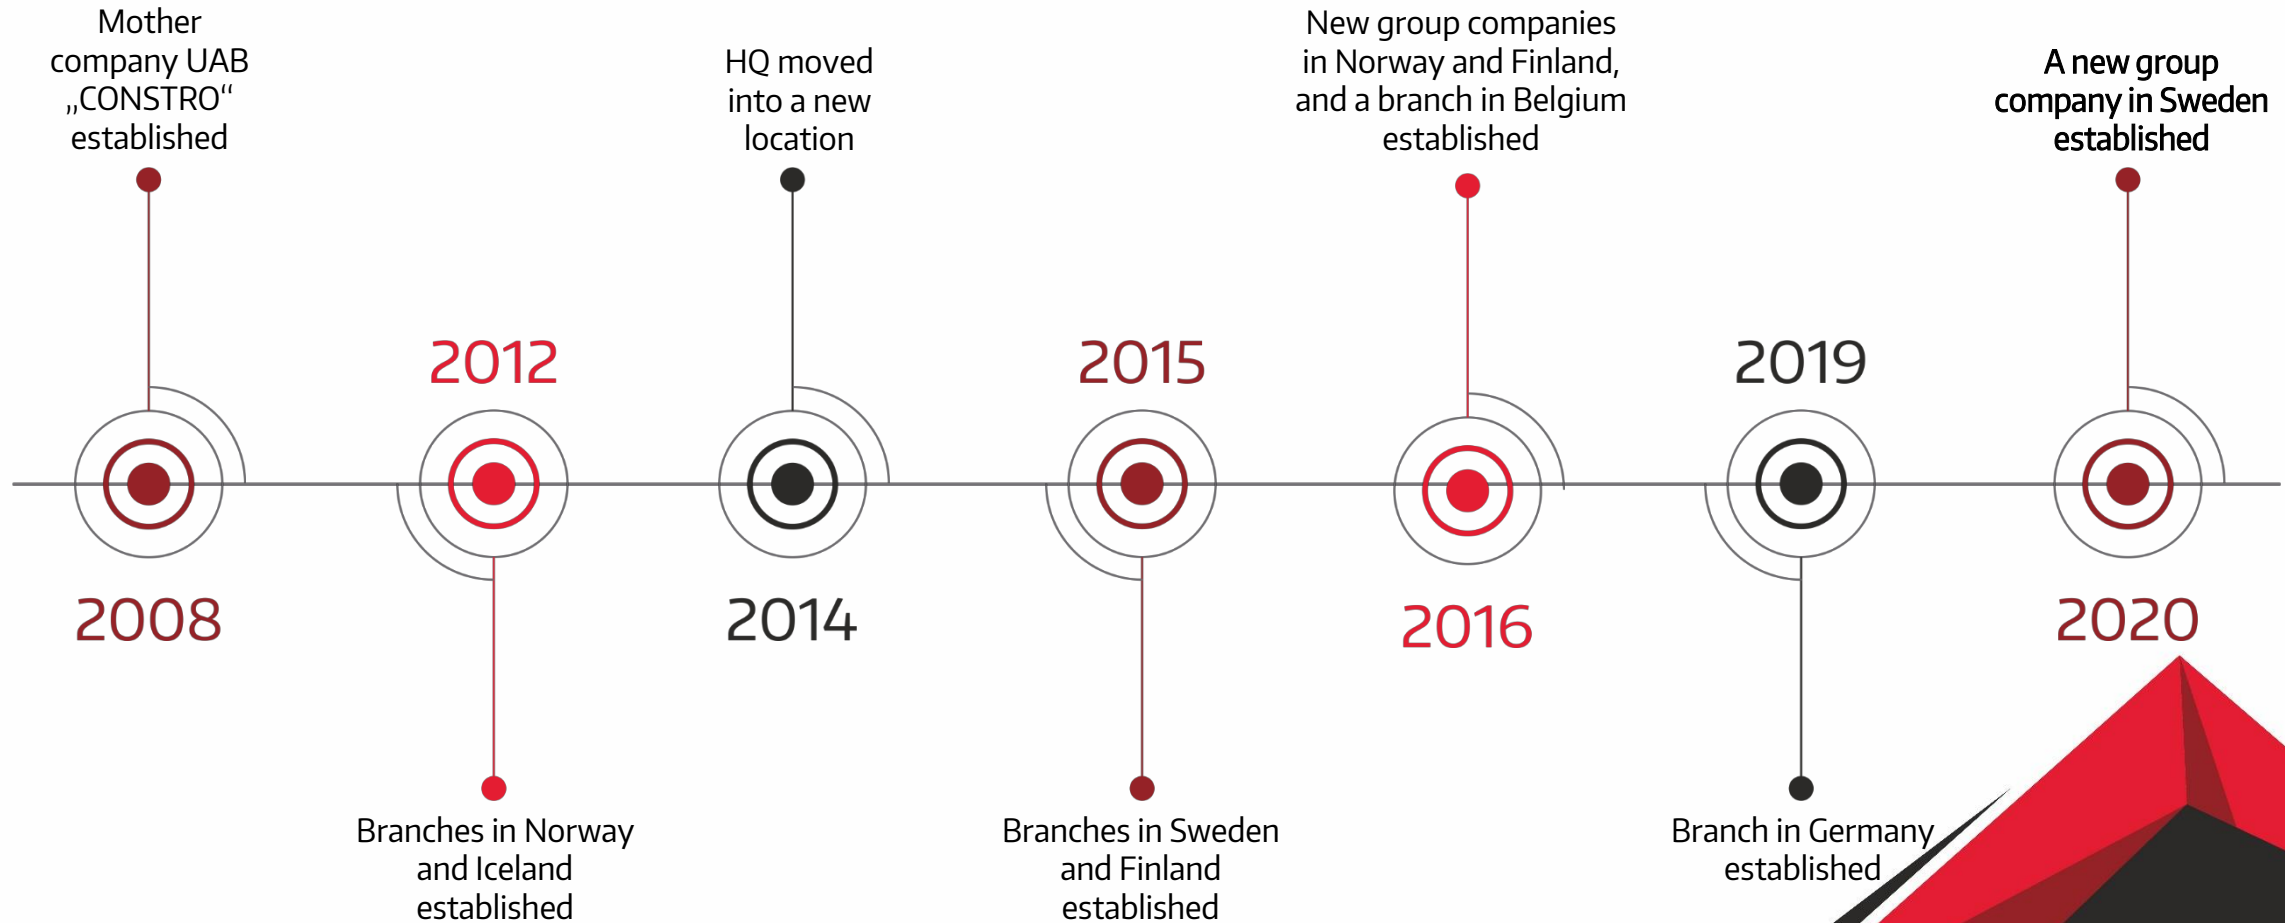 Mother
company UAB
„CONSTRO“
established
2008
2012
Branches in Norway
and Iceland
established
HQ moved
into a new
location
2014
2015
Branches in Sweden
and Finland
established
New group companies
in Norway and Finland,
and a branch in Belgium
established
2016
2019
Branch in Germany
established
A new group
company in Sweden
established
2020